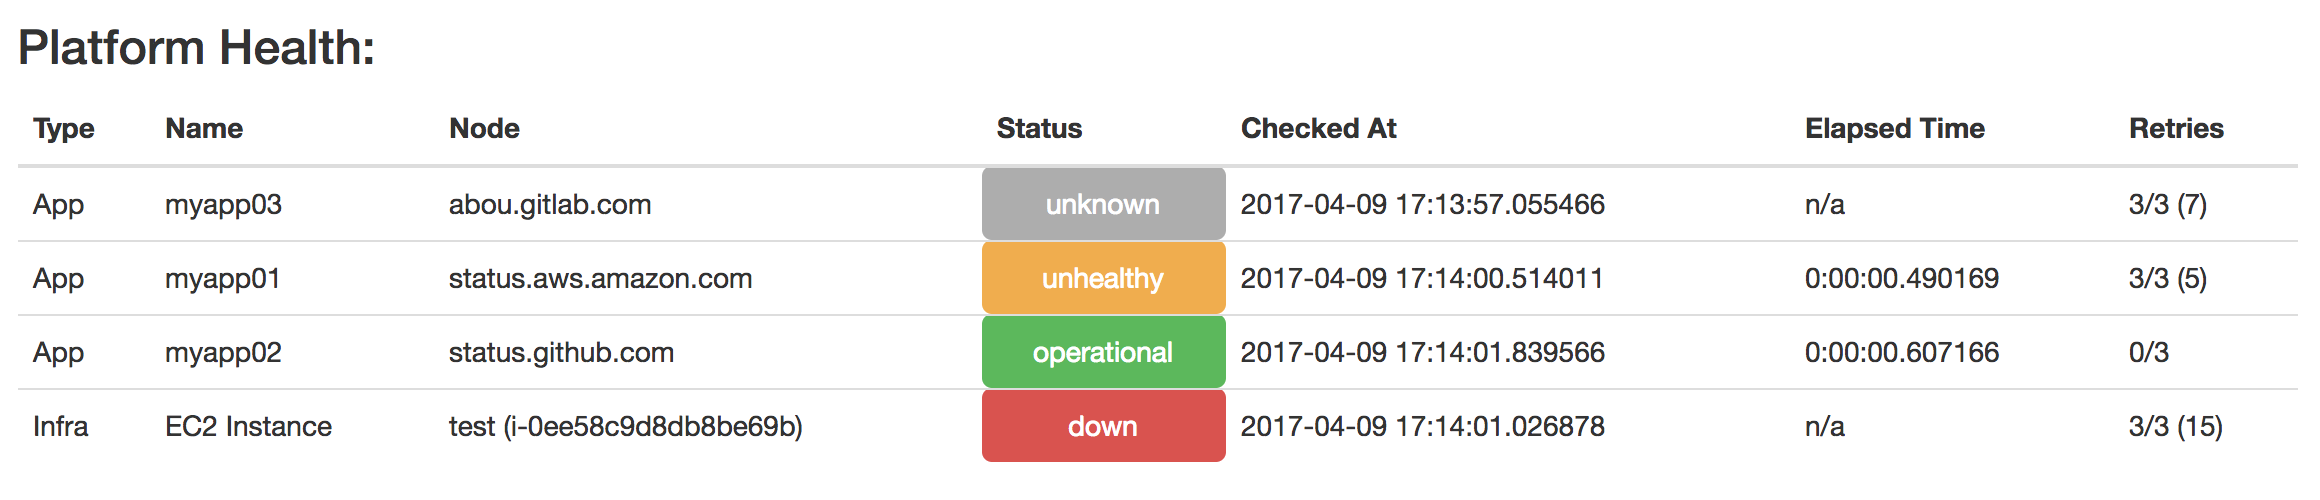 Platform Health:
Type Name Node Status Checked At Elapsed Time Retries
App myapp03 abou.gitlab.com unknown 2017-04-09 17:13:57.055466 n/a 3/3 (7)
App myapp01 status.aws.amazon.com unhealthy 2017-04-09 17:14:00.514011 0:00:00.490169 3/3 (5)
App myapp02 status.github.com operational 2017-04-09 17:14:01.839566 0:00:00.607166 0/3
Infra EC2 Instance test (i-0ee58c9d8db8be69b) down 2017-04-09 17:14:01.026878 n/a 3/3 (15)